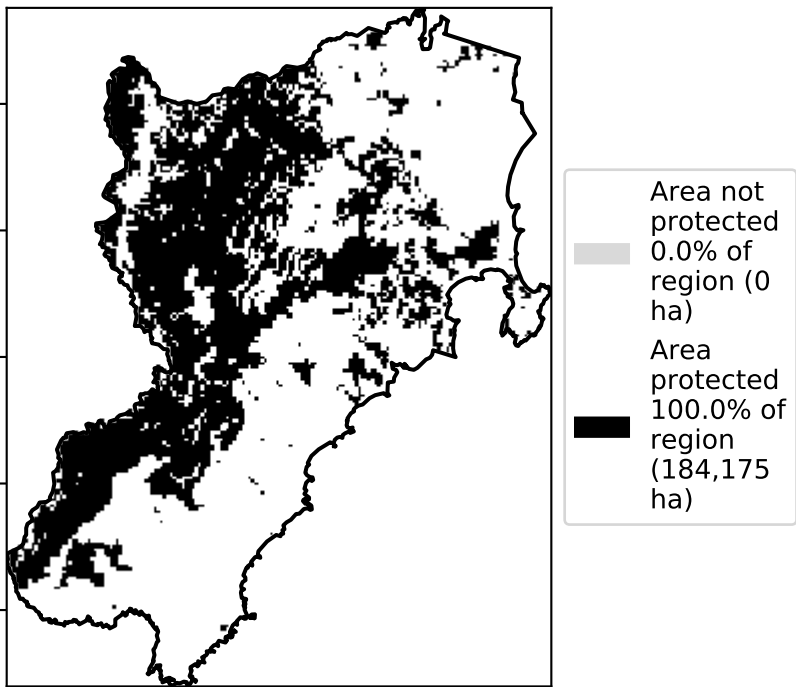 Area not
protected
0.0% of
region (0
ha)
Area
protected
100.0% of
region
(184,175
ha)